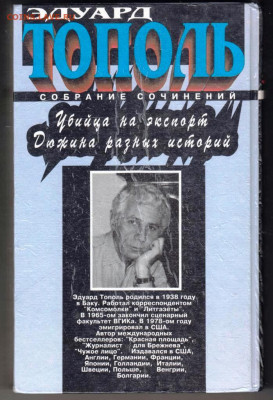 ЭДУАРД
ТОПОЛЬ
СОБРАНИЕ СОЧИНЕНИЙ
Убийца на экспорт
Дюжина разных историй
Эдуард Тополь родился в 1938 году
в Баку. Работал корреспондентом
"Комсомолки" и "Литгазеты".
В 1965-ом закончил сценарный
факультет ВГИКа. В 1978-ом году
эмигрировал в США.
Автор международных
бестселлеров: "Красная площадь",
"Журналист для Брежнева",
"Чужое лицо". Издавался в США,
Англии, Германии, Франции,
Японии, Голландии, Италии,
Швеции, Польше, Венгрии,
Болгарии.